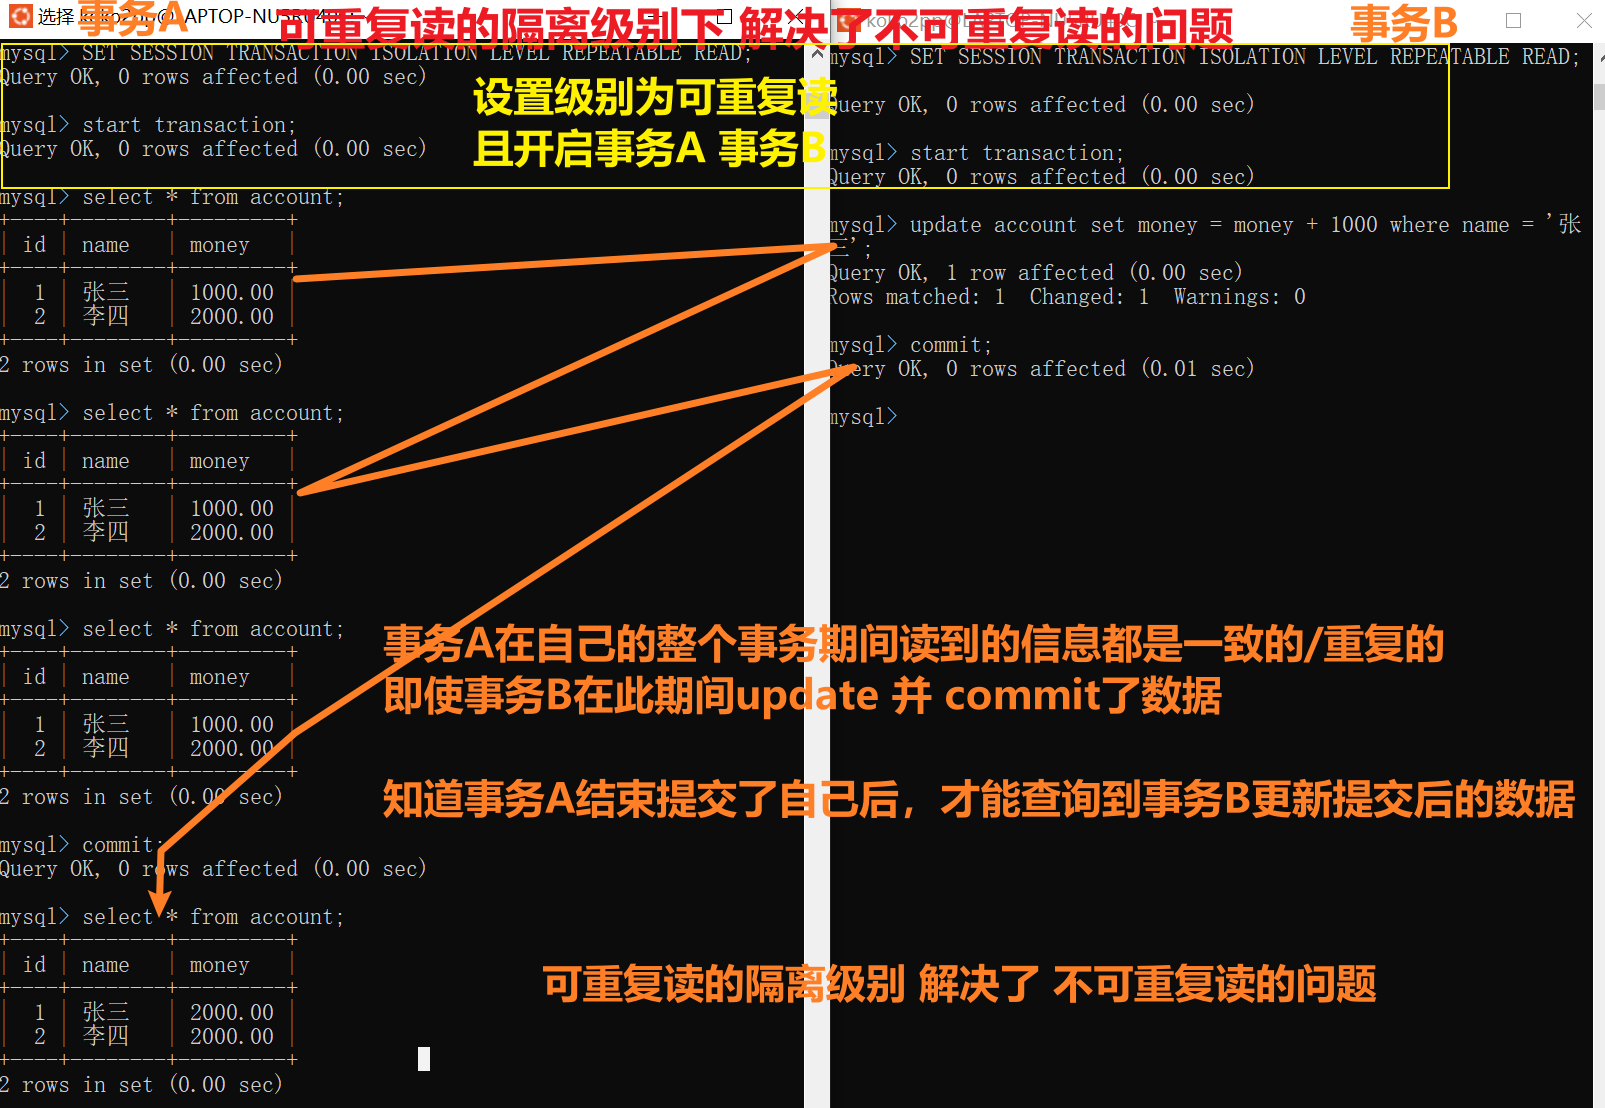 选择
事务A
可重复读的隔离级别下 解决了不可重复读的问题
事务B
mysql> SET SESSION TRANSACTION ISOLATION LEVEL REPEATABLE READ;
Query OK, 0 rows affected (0.00 sec)
设置级别为可重复读
且开启事务A 事务B
mysql> start transaction;
Query OK, 0 rows affected (0.00 sec)
mysql> select * from account;
+----+--------+---------+
| id | name | money |
+----+--------+---------+
| 1 | 张三 | 1000.00 |
| 2 | 李四 | 2000.00 |
+----+--------+---------+
2 rows in set (0.00 sec)
mysql> select * from account;
+----+--------+---------+
| id | name | money |
+----+--------+---------+
| 1 | 张三 | 1000.00 |
| 2 | 李四 | 2000.00 |
+----+--------+---------+
2 rows in set (0.00 sec)
mysql> select * from account;
+----+--------+---------+
| id | name | money |
+----+--------+---------+
| 1 | 张三 | 1000.00 |
| 2 | 李四 | 2000.00 |
+----+--------+---------+
2 rows in set (0.00 sec)
mysql> commit;
Query OK, 0 rows affected (0.00 sec)
mysql> select * from account;
+----+--------+---------+
| id | name | money |
+----+--------+---------+
| 1 | 张三 | 2000.00 |
| 2 | 李四 | 2000.00 |
+----+--------+---------+
2 rows in set (0.00 sec)
mysql> SET SESSION TRANSACTION ISOLATION LEVEL REPEATABLE READ;
Query OK, 0 rows affected (0.00 sec)
mysql> start transaction;
Query OK, 0 rows affected (0.00 sec)
mysql> update account set money = money + 1000 where name = '张
三';
Query OK, 1 row affected (0.00 sec)
Rows matched: 1 Changed: 1 Warnings: 0
mysql> commit;
Query OK, 0 rows affected (0.01 sec)
mysql>
事务A在自己的整个事务期间读到的信息都是一致的/重复的
即使事务B在此期间update 并 commit了数据
知道事务A结束提交了自己后，才能查询到事务B更新提交后的数据
可重复读的隔离级别 解决了 不可重复读的问题